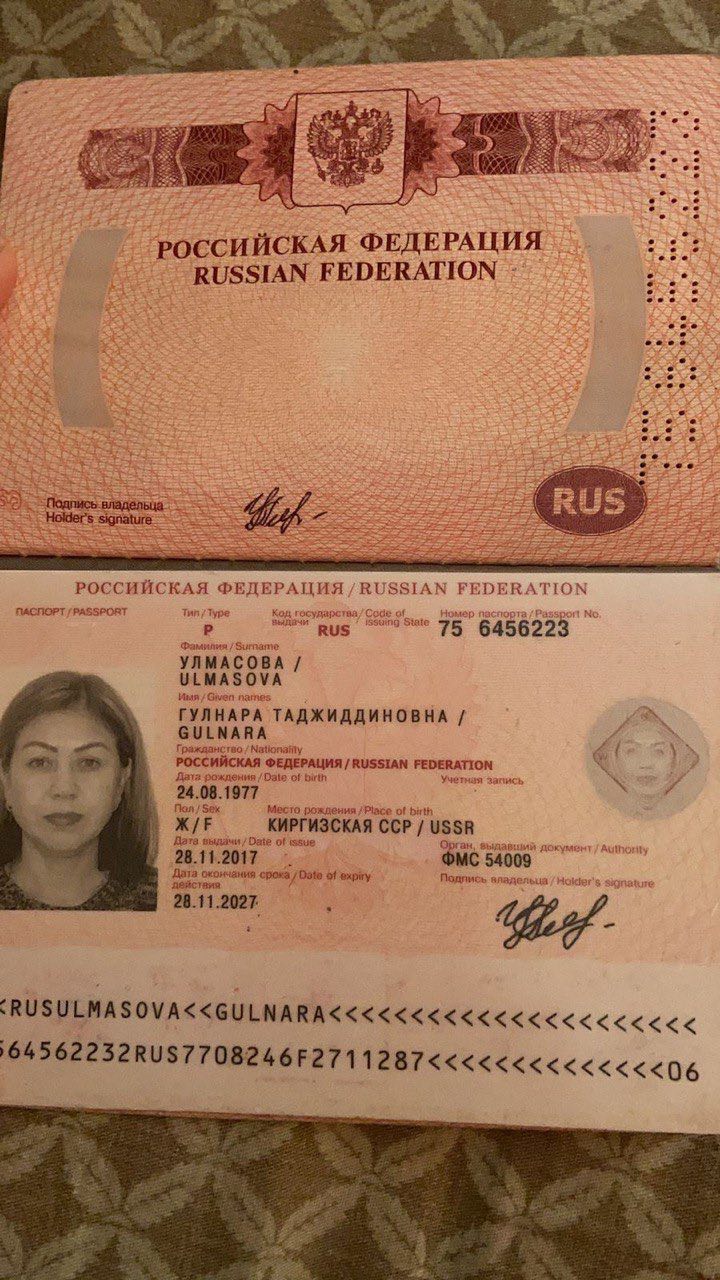 РОССИЙСКАЯ ФЕДЕРАЦИЯ
RUSSIAN FEDERATION
75 6456223
Подпись владельца
Holder's signature
RUS
РОССИЙСКАЯ ФЕДЕРАЦИЯ / RUSSIAN FEDERATION
ПАСПОРТ / PASSPORT
Тип / Type
Код государства / Code of
выдачи issuing State
Номер паспорта / Passport No.
P
RUS
75 6456223
Фамилия / Surname
УЛМАСОВА /
ULMASOVA
Имя / Given names
ГУЛНАРА ТАДЖИДДИНОВНА /
GULNARA
Гражданство / Nationality
РОССИЙСКАЯ ФЕДЕРАЦИЯ / RUSSIAN FEDERATION
Дата рождения / Date of birth
Учетная запись
24.08.1977
Пол / Sex
Место рождения / Place of birth
Ж / F
КИРГИЗСКАЯ ССР / USSR
Дата выдачи / Date of issue
Орган, выдавший документ / Authority
28.11.2017
ФМС 54009
Дата окончания срока / Date of expiry
действия
Подпись владельца / Holder's signature
28.11.2027
<RUSULMASOVA<<GULNARA<<<<<<<<<<<<<<<<<<<<<<
564562232RUS7708246F2711287<<<<<<<<<<<<<<06